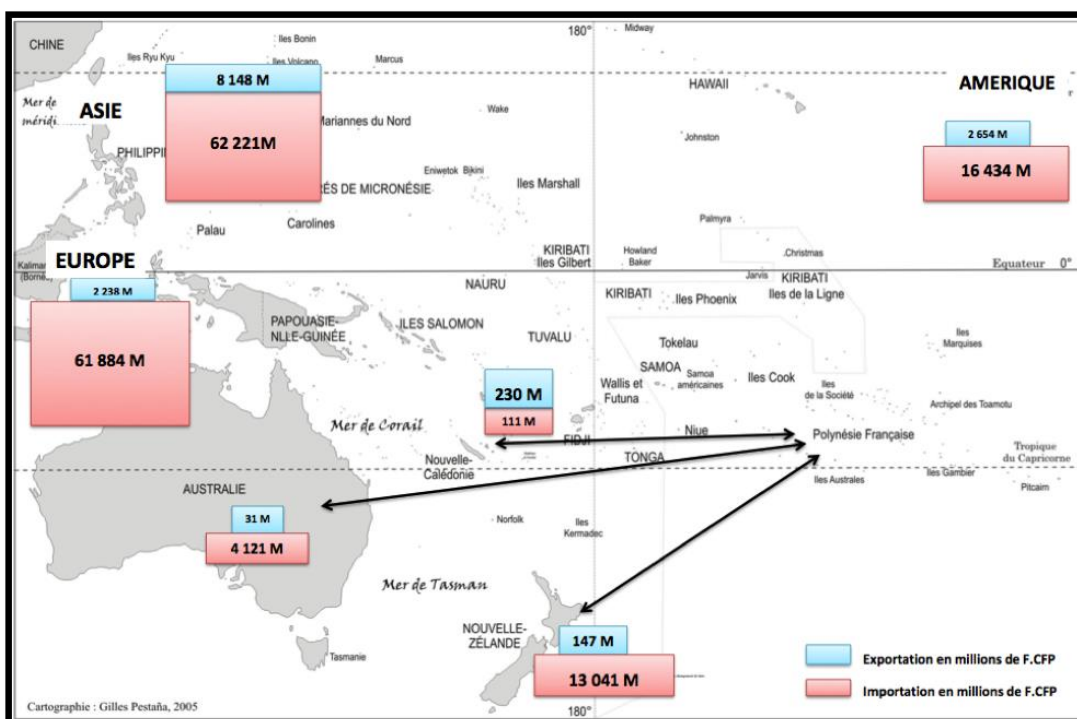 180°
Midway
CHINE
Iles Bonin
Iles Ryu Kyu
Iles Volcano
Marcus
8 148 M
HAWAII
AMERIQUE
Mer de
ASIE
Wake
2 654 M
62 221M
Mariannes du Nord
Johnston
PHILIPPI
Eniwetok
Bikini
16 434 M
RÉS DE MICRONÉSIE
Iles Marshall
Palau
Carolines
Palmyra
EUROPE
KIRIBATI
Iles Gilbert
Howland
Baker
Christmas
Equateur 0°
Kalimantan
(Bornéo)
NAURU
Jarvis
KIRIBATI
Iles de la Ligne
2 238 M
KIRIBATI
Iles Phoenix
PAPOUASIE-
NLLE-GUINÉE
ILES SALOMON
TUVALU
Iles
Marquises
61 884 M
Tokelau
SAMOA
Samoa
américaines
Iles Cook
Wallis et
Futuna
Iles
de la Société
230 M
Archipel des Toamotu
111 M
Mer de Corail
FIDJI
Niue
Polynésie Française
Nouvelle-
Calédonie
TONGA
Tropique
du Capricorne
Iles Australes
Iles Gambier
Pitcairn
AUSTRALIE
31 M
Norfolk
Iles
Kermadec
4 121 M
Mer de Tasman
NOUVELLE-
ZÉLANDE
147 M
Tasmanie
13 041 M
Exportation en millions de F.CFP
Importation en millions de F.CFP
Cartographie : Gilles Pestaña, 2005
180°